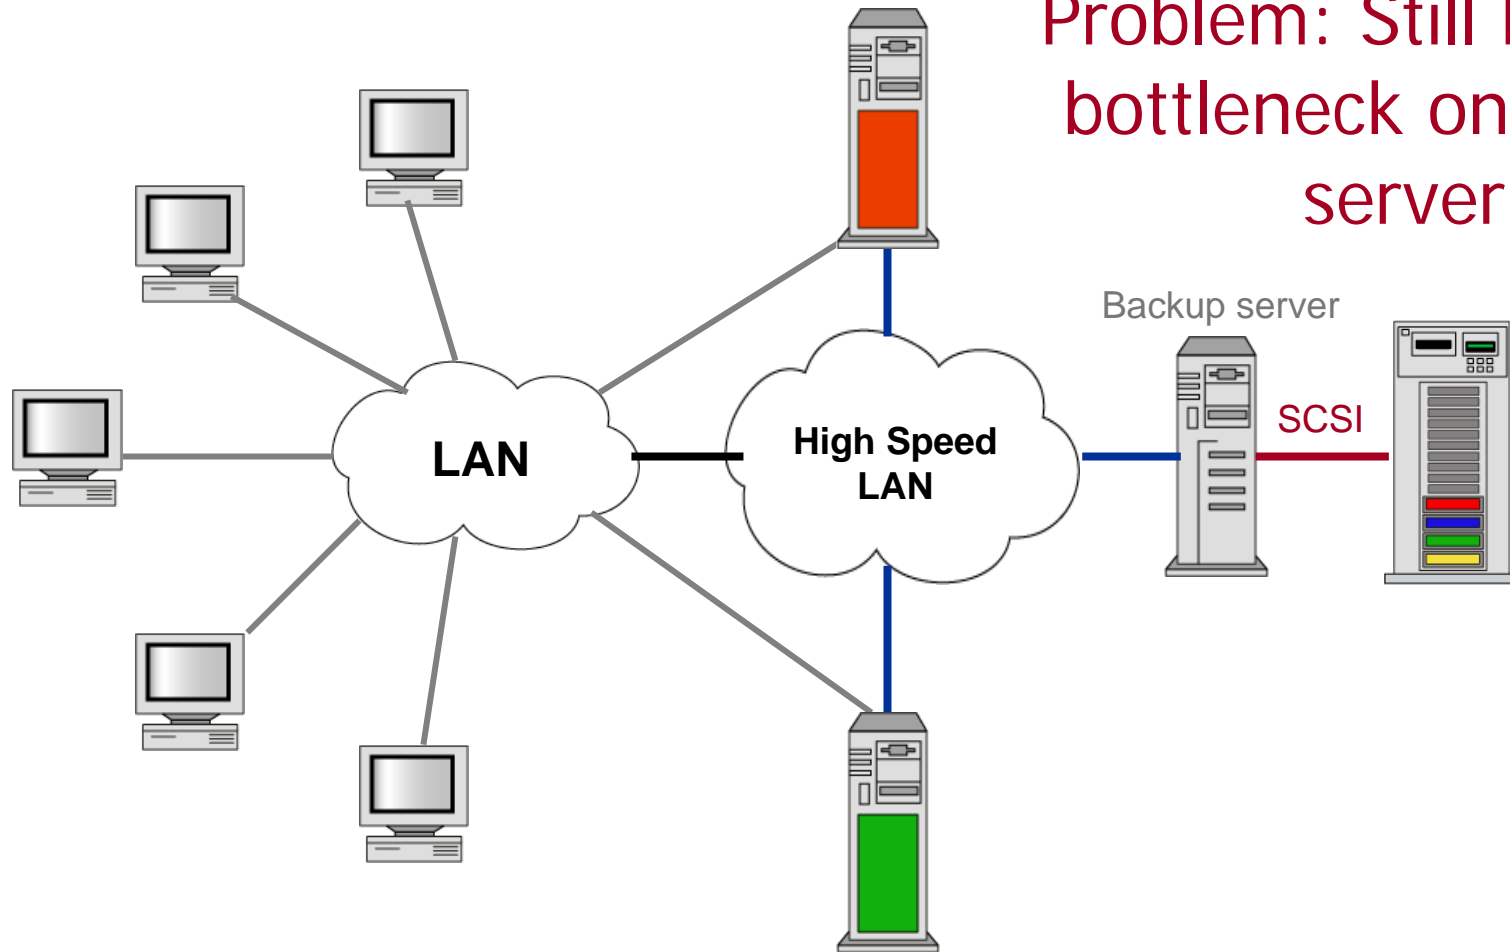 Problem: Still
bottleneck on
server
Backup server
SCSI
LAN
High Speed
LAN